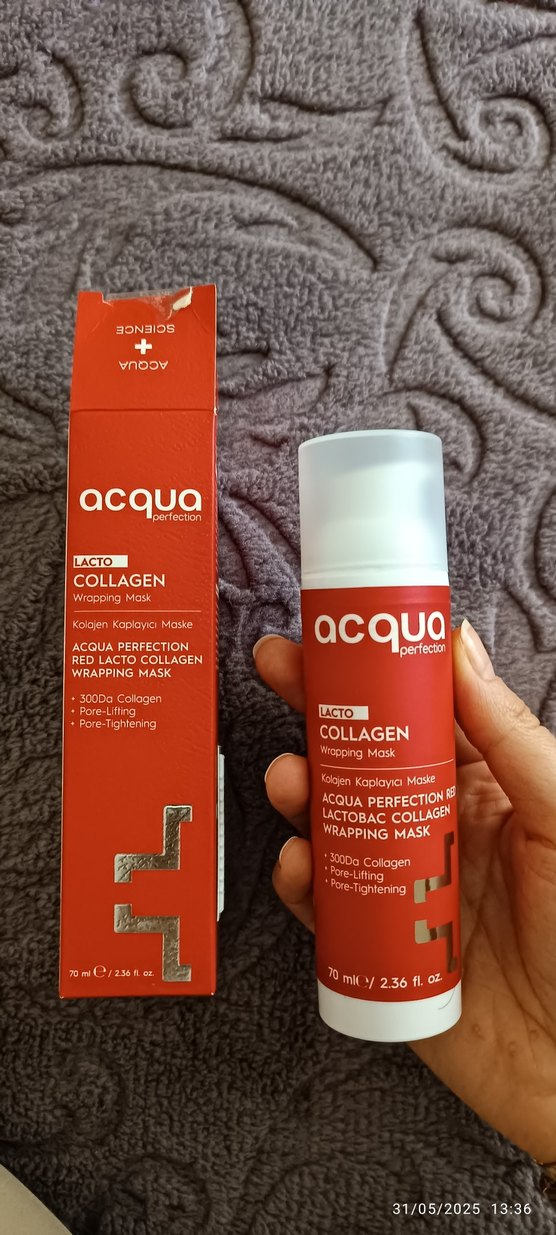 ACQUA
+
SCIENCE
acqua
perfection
LACTO
COLLAGEN
Wrapping Mask
Kolajen Kaplayıcı Maske
ACQUA PERFECTION
RED LACTO COLLAGEN
WRAPPING MASK
+ 300Da Collagen
+ Pore-Lifting
+ Pore-Tightening
70 ml ℮ / 2.36 fl. oz.
acqua
perfection
LACTO
COLLAGEN
Wrapping Mask
Kolajen Kaplayıcı Maske
ACQUA PERFECTION RED
LACTOBAC COLLAGEN
WRAPPING MASK
+ 300Da Collagen
+ Pore-Lifting
+ Pore-Tightening
70 ml ℮/ 2.36 fl. oz.
31/05/2025 13:36